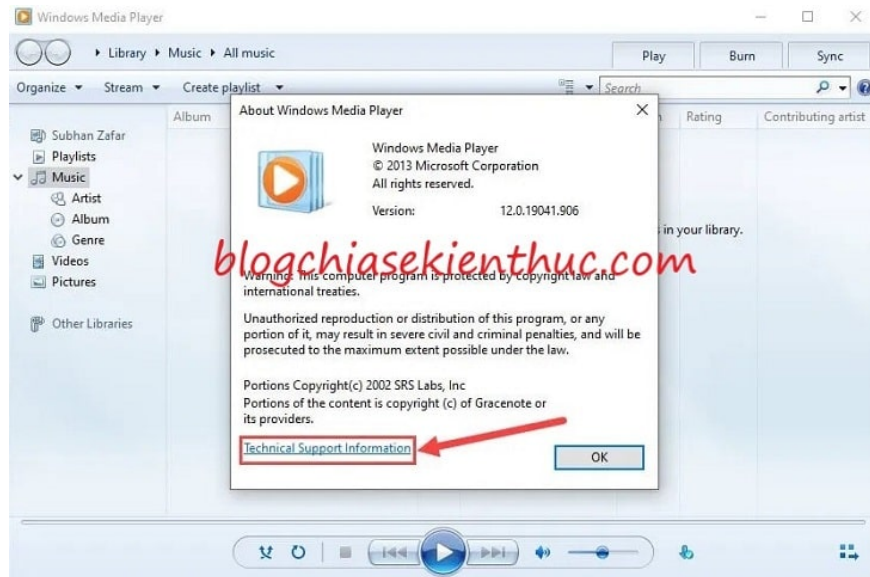 Windows Media Player
Library Music All music
Play Burn Sync
Organize Stream Create playlist
Search
Album
Rating Contributing artist
Subhan Zafar
Playlists
Music
Artist
Album
Genre
Videos
Pictures
Other Libraries
in your library.
About Windows Media Player
Windows Media Player
© 2013 Microsoft Corporation
All rights reserved.
Version: 12.0.19041.906
blogchiasekienthuc.com
Warning: This computer program is protected by copyright law and
international treaties.
Unauthorized reproduction or distribution of this program, or any
portion of it, may result in severe civil and criminal penalties, and will be
prosecuted to the maximum extent possible under the law.
Portions Copyright(c) 2002 SRS Labs, Inc
Portions of the content is copyright (c) of Gracenote or
its providers.
Technical Support Information
OK